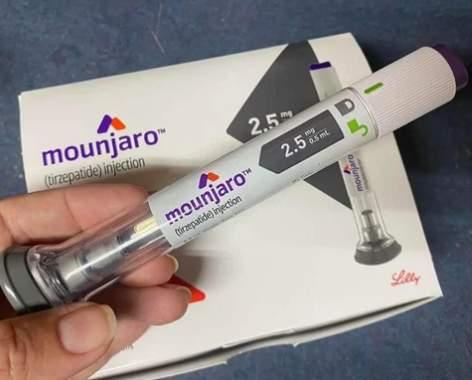 mounjaro™
(tirzepatide) injection
2.5 mg
mounjaro™
(tirzepatide) injection
2.5 mg
0.5 mL
Lilly